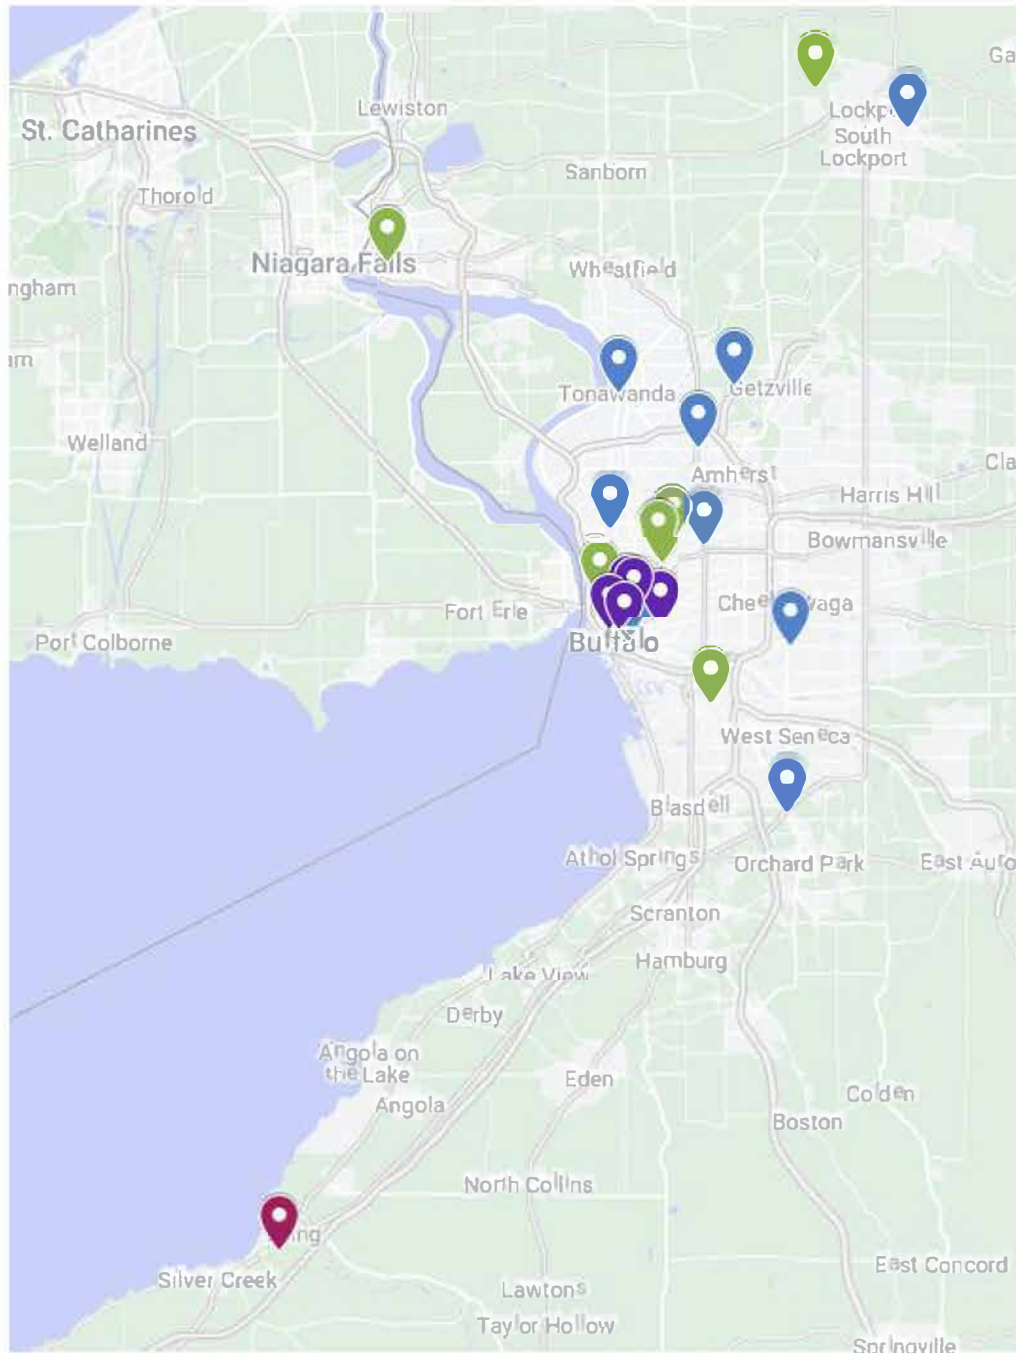 Ga
Lewiston
St. Catharines
South
Lockport
Sanborn
Thorold
Niagara Falls
Wheatfield
ngham
am
Tonawanda
Getzville
Welland
Amherst
Cla
Harris Hill
Bowmansville
Fort Erie
Port Colborne
Buffalo
West Seneca
Blasdell
Athol Springs
Orchard Park
East Auro
Scranton
Hamburg
Lake View
Derby
Angola on
the Lake
Eden
Colden
Angola
Boston
North Collins
ing
East Concord
Silver Creek
Lawtons
Taylor Hollow
Springville